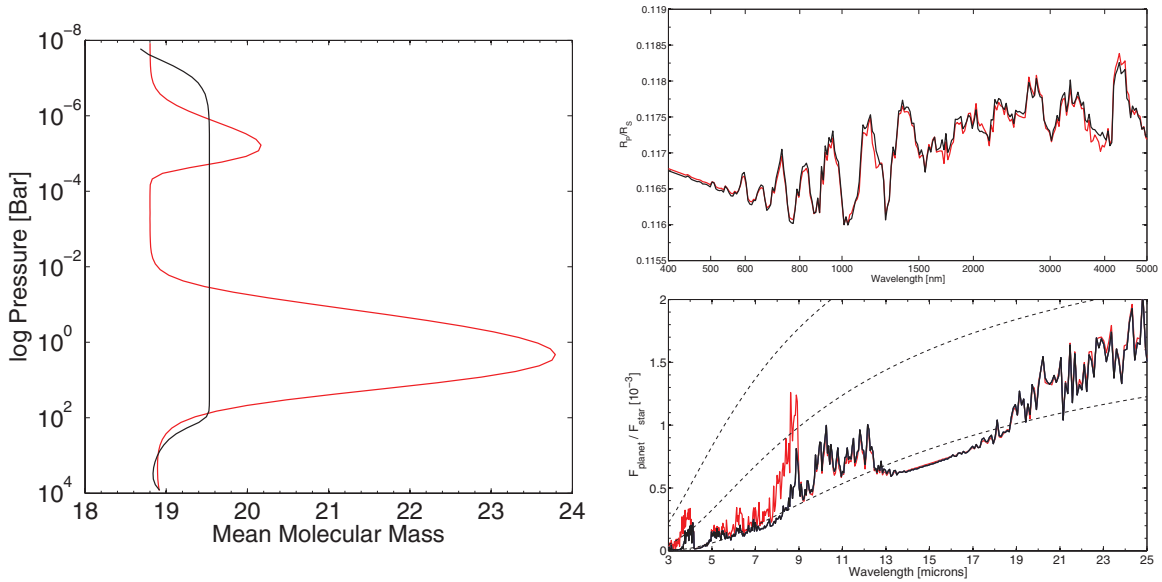 10^-8
10^-6
10^-4
10^-2
10^0
10^2
10^4
log Pressure [Bar]
18 19 20 21 22 23 24
Mean Molecular Mass
0.119
0.1185
0.118
0.1175
0.117
0.1165
0.116
0.1155
R_P/R_S
400 500 600 800 1000 1500 2000 3000 4000 5000
Wavelength [nm]
2
1.5
1
0.5
0
F_planet / F_star [10^-3]
3 5 7 9 11 13 15 17 19 21 23 25
Wavelength [microns]